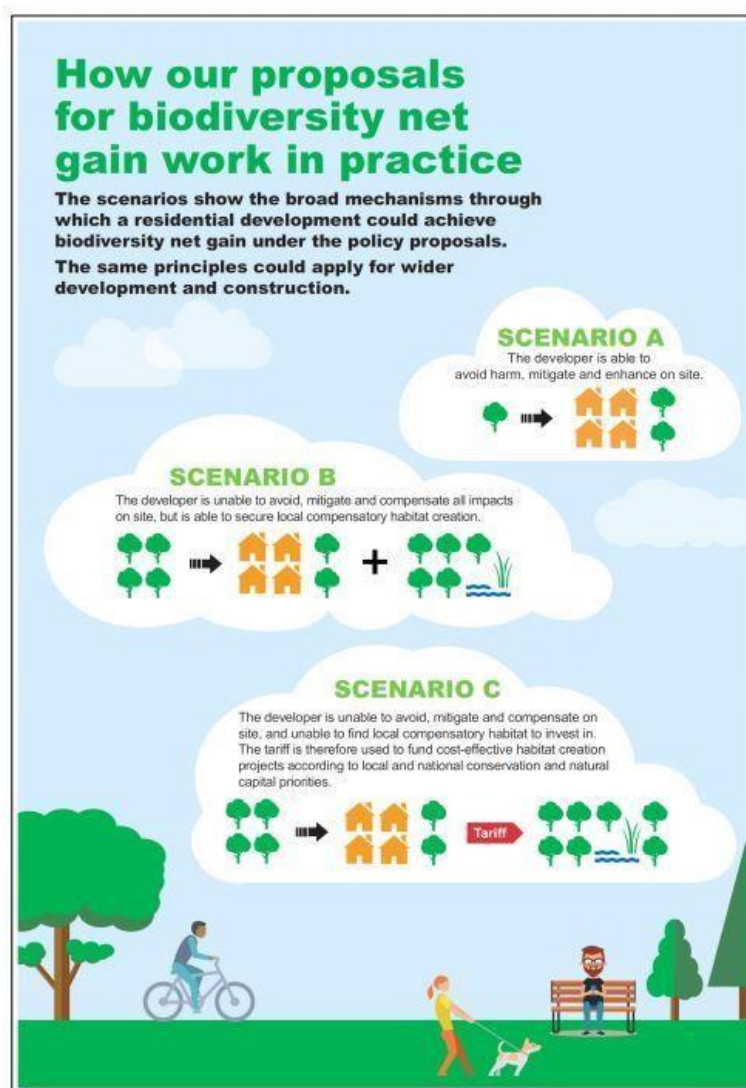 How our proposals
for biodiversity net
gain work in practice
The scenarios show the broad mechanisms through
which a residential development could achieve
biodiversity net gain under the policy proposals.
The same principles could apply for wider
development and construction.
SCENARIO A
The developer is able to
avoid harm, mitigate and enhance on site.
SCENARIO B
The developer is unable to avoid, mitigate and compensate all impacts
on site, but is able to secure local compensatory habitat creation.
+
SCENARIO C
The developer is unable to avoid, mitigate and compensate on
site, and unable to find local compensatory habitat to invest in.
The tariff is therefore used to fund cost-effective habitat creation
projects according to local and national conservation and natural
capital priorities.
Tariff